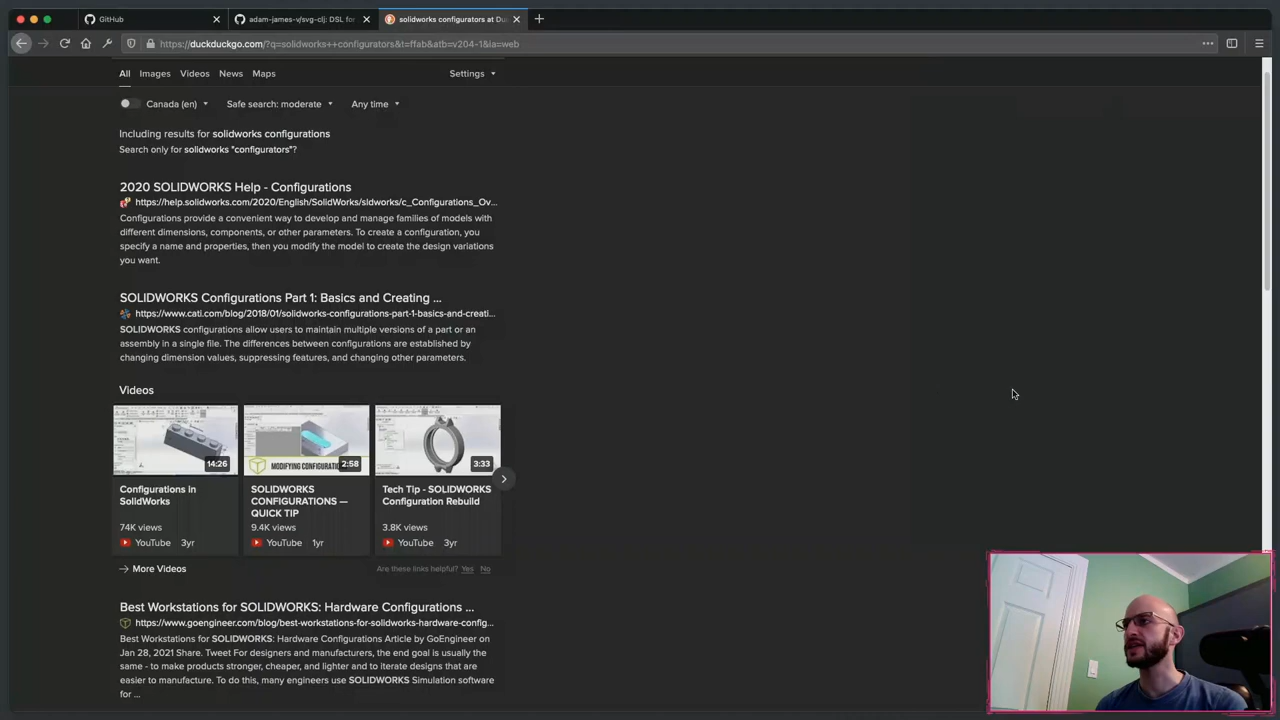 GitHub
adam-james-v/svg-clj: DSL for
solidworks configurators at Du
https://duckduckgo.com/?q=solidworks++configurators&t=ffab&atb=v204-1&ia=web
All Images Videos News Maps Settings
Canada (en) Safe search: moderate Any time
Including results for solidworks configurations
Search only for solidworks "configurators"?
2020 SOLIDWORKS Help - Configurations
https://help.solidworks.com/2020/English/SolidWorks/sldworks/c_Configurations_Ov...
Configurations provide a convenient way to develop and manage families of models with
different dimensions, components, or other parameters. To create a configuration, you
specify a name and properties, then you modify the model to create the design variations
you want.
SOLIDWORKS Configurations Part 1: Basics and Creating ...
https://www.cati.com/blog/2018/01/solidworks-configurations-part-1-basics-and-creati...
SOLIDWORKS configurations allow users to maintain multiple versions of a part or an
assembly in a single file. The differences between configurations are established by
changing dimension values, suppressing features, and changing other parameters.
Videos
14:26
Configurations in
SolidWorks
74K views
YouTube 3yr
MODIFYING CONFIGURATI
2:58
SOLIDWORKS
CONFIGURATIONS —
QUICK TIP
9.4K views
YouTube 1yr
3:33
Tech Tip - SOLIDWORKS
Configuration Rebuild
3.8K views
YouTube 3yr
More Videos
Are these links helpful? Yes No
Best Workstations for SOLIDWORKS: Hardware Configurations ...
https://www.goengineer.com/blog/best-workstations-for-solidworks-hardware-config...
Best Workstations for SOLIDWORKS: Hardware Configurations Article by GoEngineer on
Jan 28, 2021 Share. Tweet For designers and manufacturers, the end goal is usually the
same - to make products stronger, cheaper, and lighter and to iterate designs that are
easier to manufacture. To do this, many engineers use SOLIDWORKS Simulation software
for ...